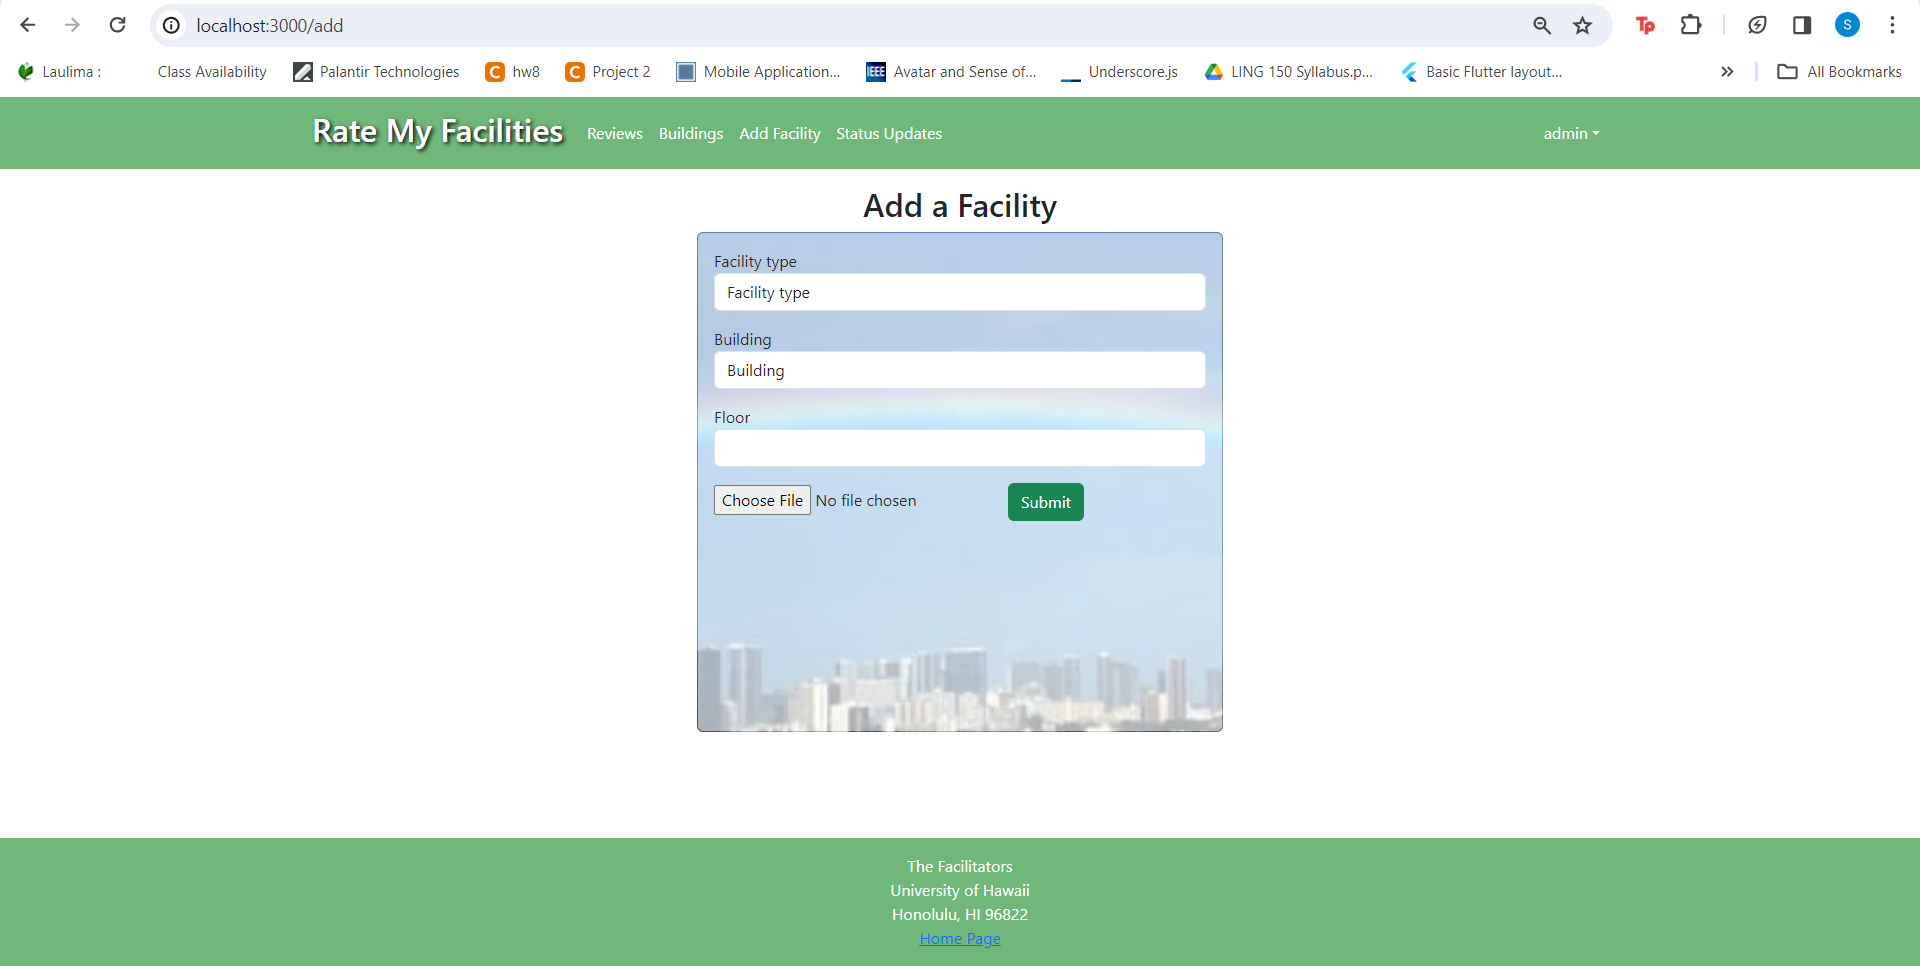 localhost:3000/add
Tp
S
Laulima :
Class Availability
Palantir Technologies
C hw8
C Project 2
Mobile Application...
IEEE Avatar and Sense of...
Underscore.js
LING 150 Syllabus.p...
Basic Flutter layout...
All Bookmarks
Rate My Facilities
Reviews
Buildings
Add Facility
Status Updates
admin
Add a Facility
Facility type
Facility type
Building
Building
Floor
Choose File No file chosen
Submit
The Facilitators
University of Hawaii
Honolulu, HI 96822
Home Page